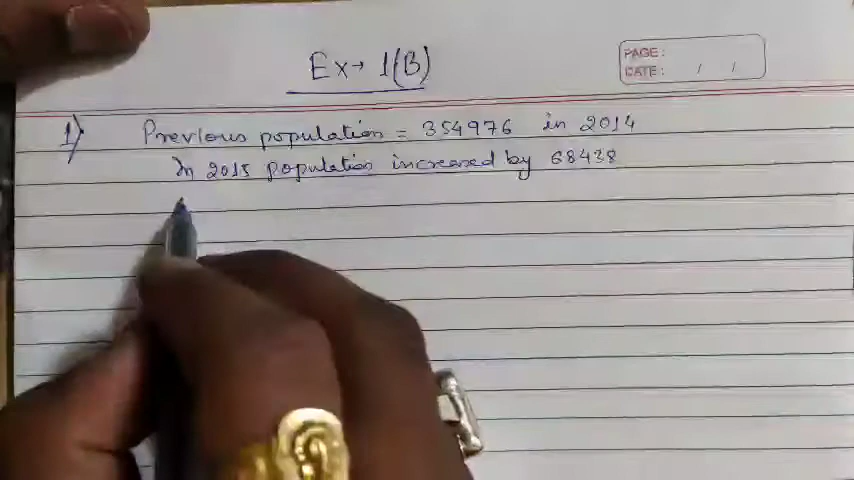 Ex→ 1(B)
PAGE:
DATE: / /
1) Previous population = 354976 in 2014
In 2015 population increased by 68438